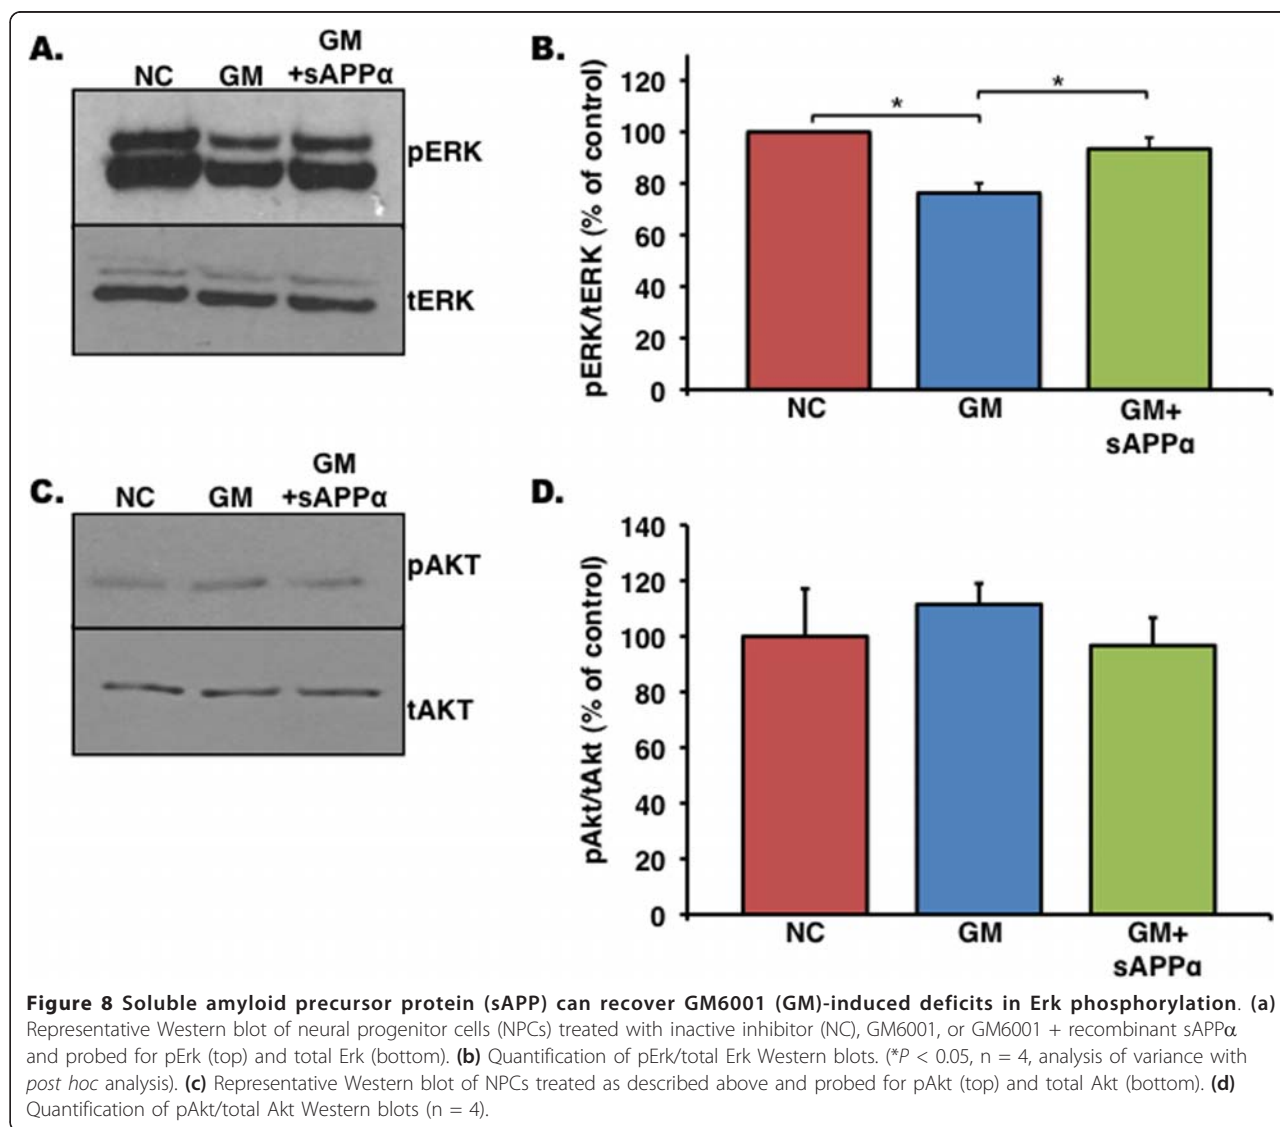 A.
NC GM GM
+sAPPα
pERK
tERK
B.
pERK/tERK (% of control)
120
100
80
60
40
20
0
*
*
NC GM GM+
sAPPα
C.
NC GM GM
+sAPPα
pAKT
tAKT
D.
pAkt/tAkt (% of control)
140
120
100
80
60
40
20
0
NC GM GM+
sAPPα
Figure 8 Soluble amyloid precursor protein (sAPP) can recover GM6001 (GM)-induced deficits in Erk phosphorylation. (a)
Representative Western blot of neural progenitor cells (NPCs) treated with inactive inhibitor (NC), GM6001, or GM6001 + recombinant sAPPα
and probed for pErk (top) and total Erk (bottom). (b) Quantification of pErk/total Erk Western blots. (*P < 0.05, n = 4, analysis of variance with
post hoc analysis). (c) Representative Western blot of NPCs treated as described above and probed for pAkt (top) and total Akt (bottom). (d)
Quantification of pAkt/total Akt Western blots (n = 4).